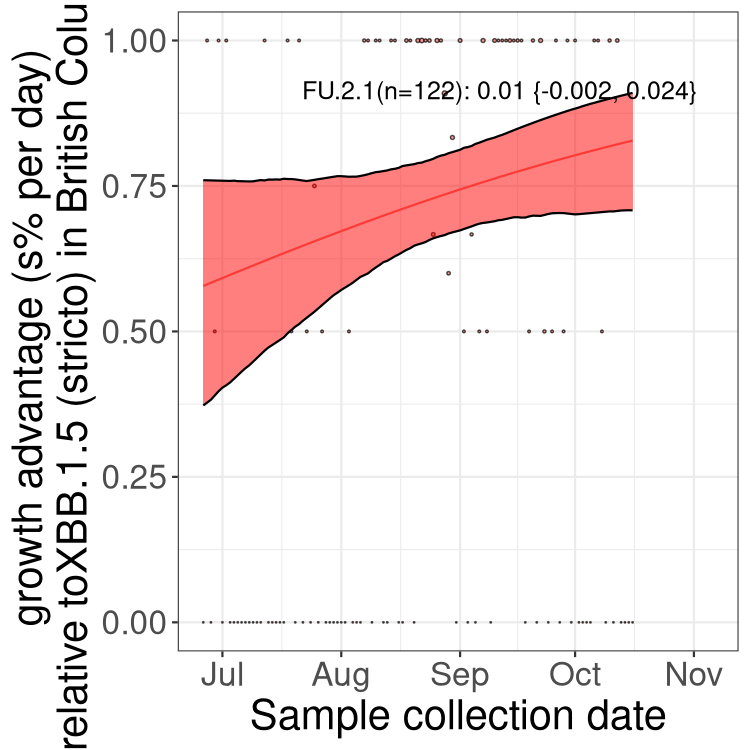 growth advantage (s% per day)
relative toXBB.1.5 (stricto) in British Colu
1.00
0.75
0.50
0.25
0.00
FU.2.1(n=122): 0.01 {-0.002, 0.024}
Jul Aug Sep Oct Nov
Sample collection date